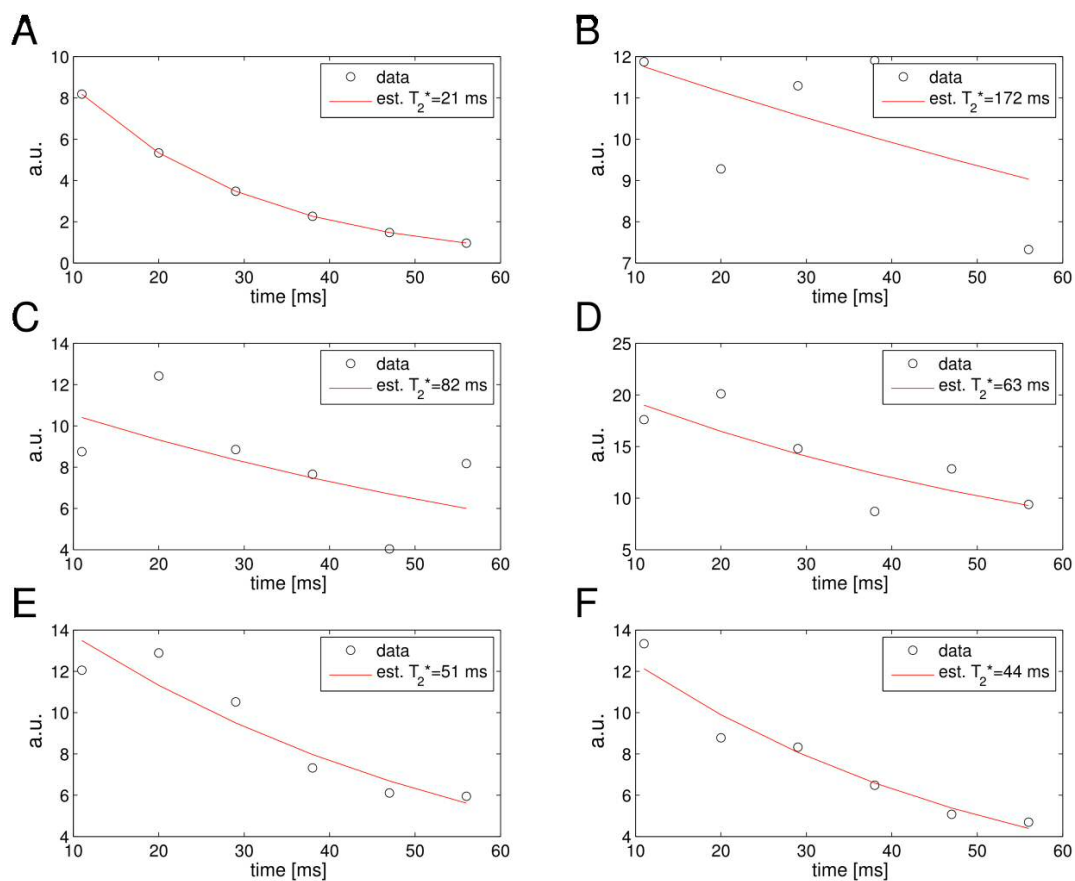 A
10
8
6
4
2
0
a.u.
10 20 30 40 50 60
time [ms]
data
est. T2*=21 ms
B
12
11
10
9
8
7
a.u.
10 20 30 40 50 60
time [ms]
data
est. T2*=172 ms
C
14
12
10
8
6
4
a.u.
10 20 30 40 50 60
time [ms]
data
est. T2*=82 ms
D
25
20
15
10
5
a.u.
10 20 30 40 50 60
time [ms]
data
est. T2*=63 ms
E
14
12
10
8
6
4
a.u.
10 20 30 40 50 60
time [ms]
data
est. T2*=51 ms
F
14
12
10
8
6
4
a.u.
10 20 30 40 50 60
time [ms]
data
est. T2*=44 ms